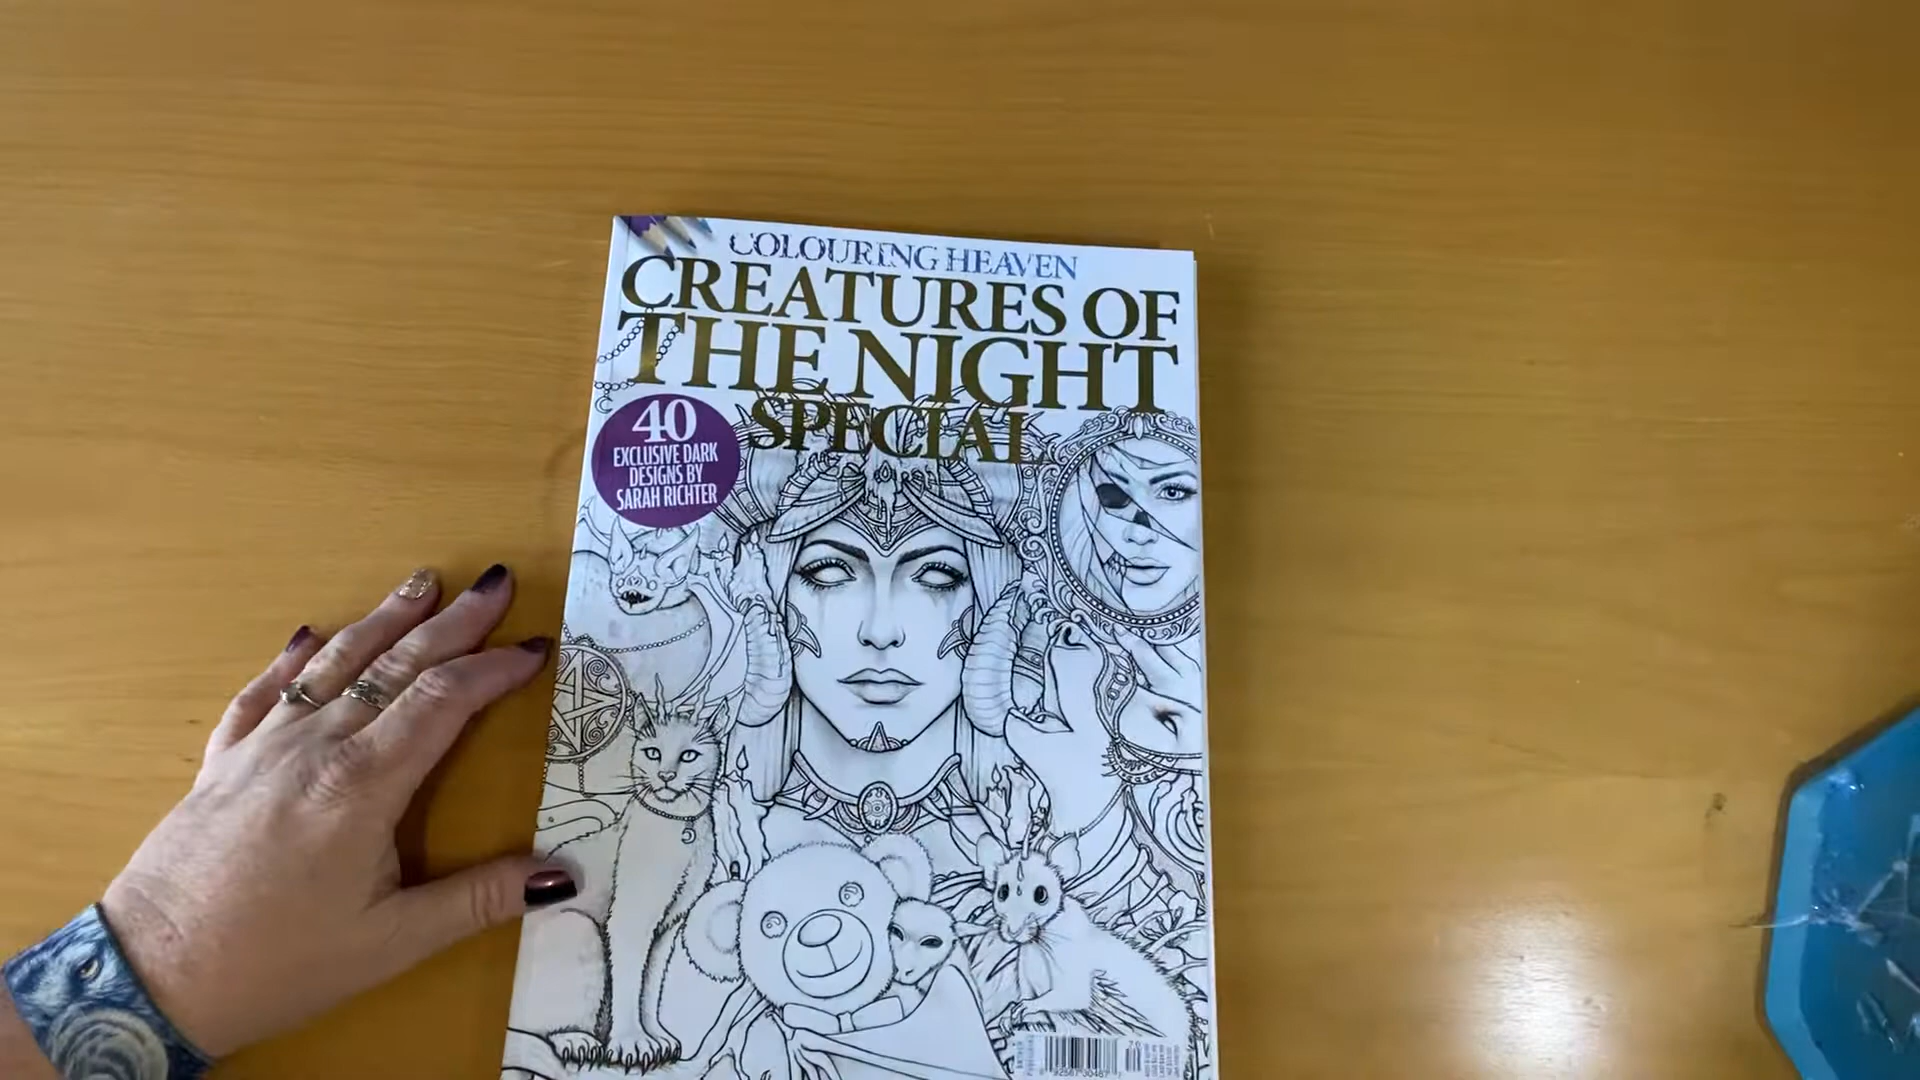 COLOURING HEAVEN
CREATURES OF
THE NIGHT
SPECIAL
40
EXCLUSIVE DARK
DESIGNS BY
SARAH RICHTER